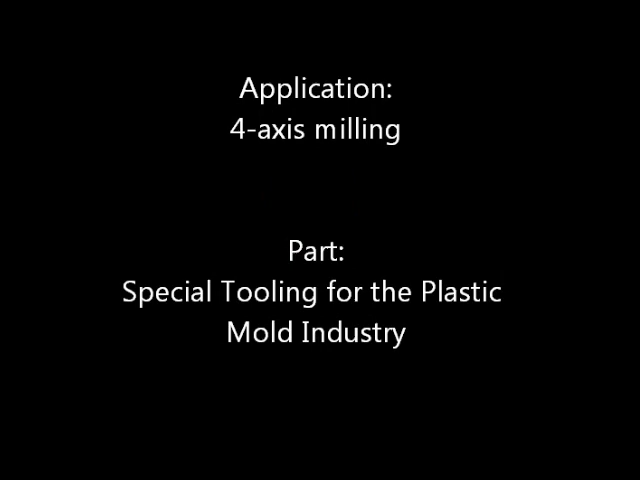 Application:
4-axis milling
Part:
Special Tooling for the Plastic
Mold Industry